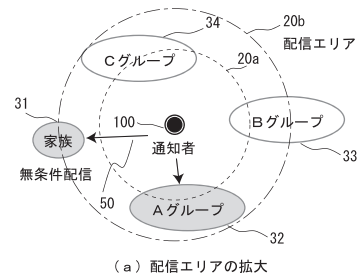 34
20b
配信エリア
Cグループ
20a
31
100
Bグループ
家族
通知者
無条件配信
33
50
Aグループ
32
(a)配信エリアの拡大